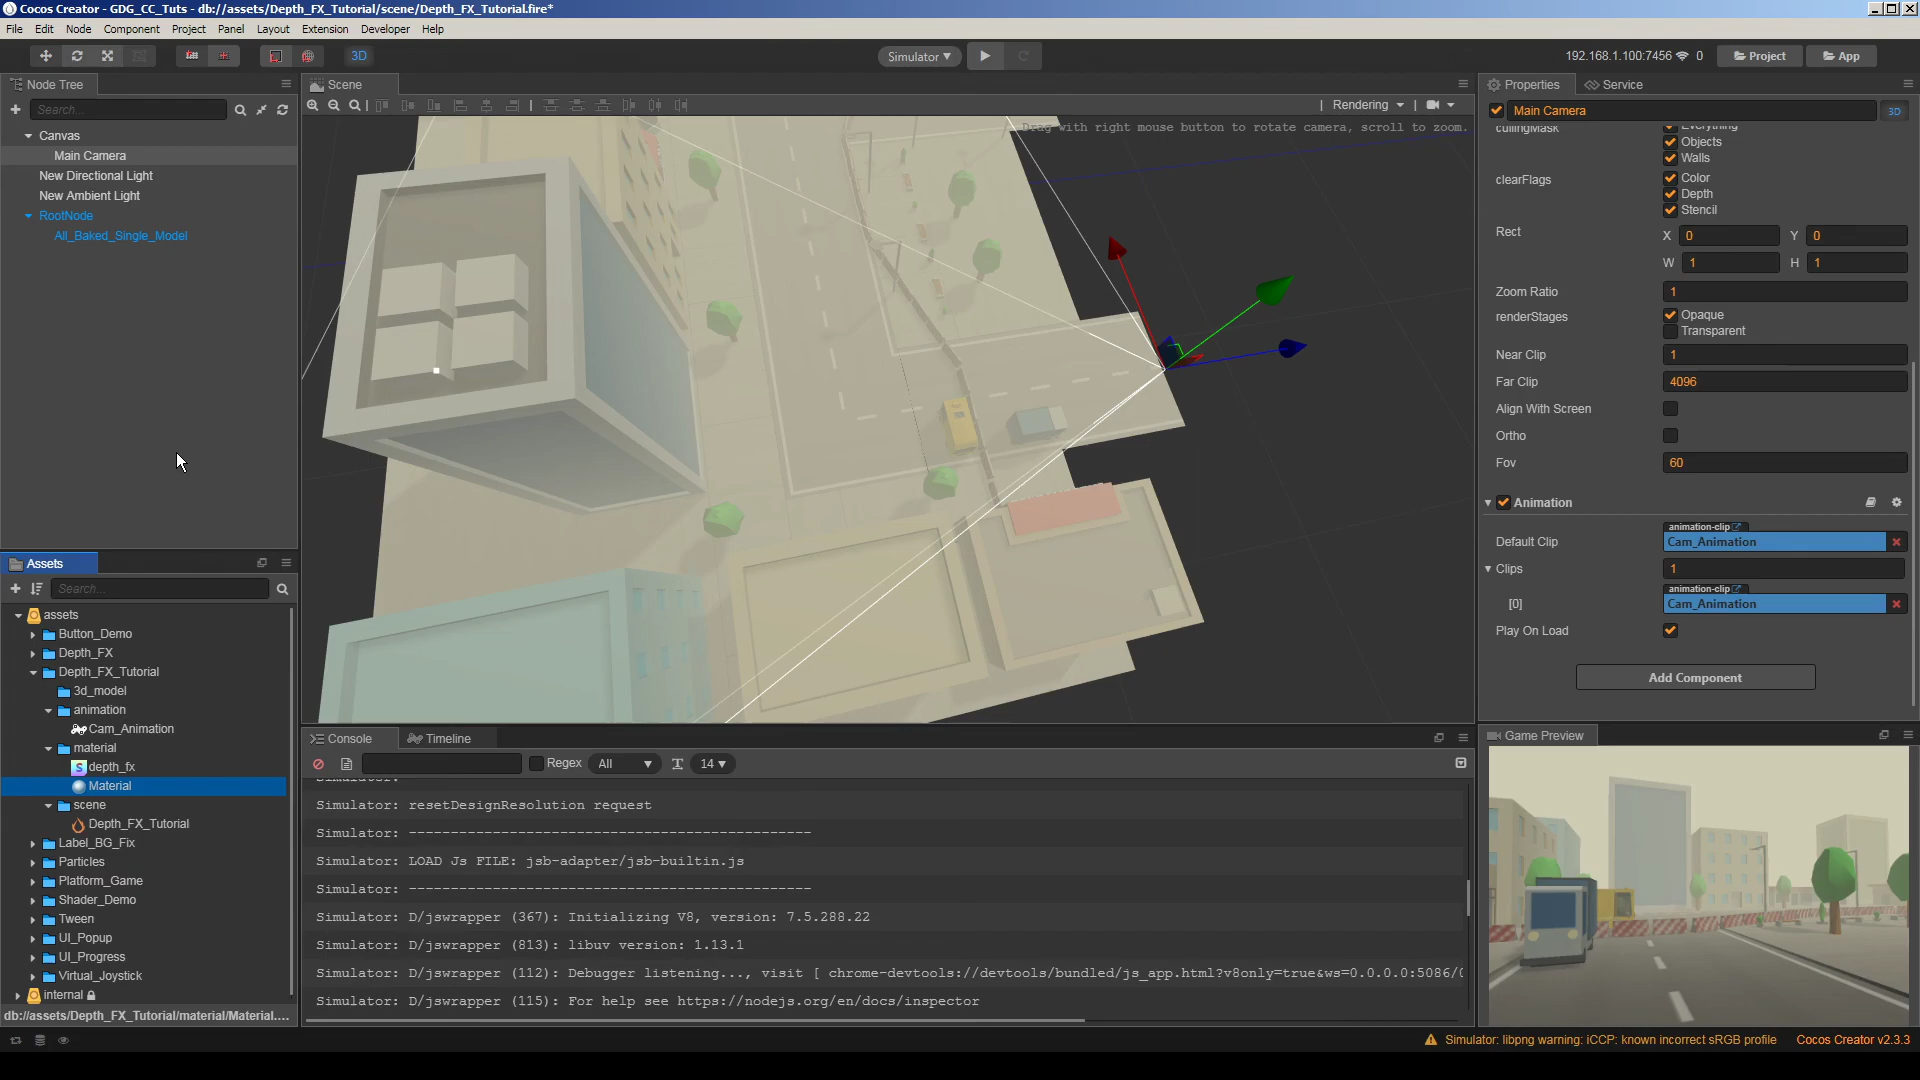 Cocos Creator - GDG_CC_Tuts - db://assets/Depth_FX_Tutorial/scene/Depth_FX_Tutorial.fire*
File Edit Node Component Project Panel Layout Extension Developer Help
3D
Simulator
192.168.1.100:7456 0
Project
App
Node Tree
Search...
Canvas
Main Camera
New Directional Light
New Ambient Light
RootNode
All_Baked_Single_Model
Assets
Search...
assets
Button_Demo
Depth_FX
Depth_FX_Tutorial
3d_model
animation
Cam_Animation
material
depth_fx
Material
scene
Depth_FX_Tutorial
Label_BG_Fix
Particles
Platform_Game
Shader_Demo
Tween
UI_Popup
UI_Progress
Virtual_Joystick
internal
db://assets/Depth_FX_Tutorial/material/Material....
Scene
Rendering
Drag with right mouse button to rotate camera, scroll to zoom.
Console
Timeline
Regex
All
14
Simulator:
Simulator: resetDesignResolution request
Simulator: ------------------------------------------------
Simulator: LOAD Js FILE: jsb-adapter/jsb-builtin.js
Simulator: ------------------------------------------------
Simulator: D/jswrapper (367): Initializing V8, version: 7.5.288.22
Simulator: D/jswrapper (813): libuv version: 1.13.1
Simulator: D/jswrapper (112): Debugger listening..., visit [ chrome-devtools://devtools/bundled/js_app.html?v8only=true&ws=0.0.0.0:5086/0
Simulator: D/jswrapper (115): For help see https://nodejs.org/en/docs/inspector
Properties
Service
Main Camera
3D
cullingMask
Everything
Objects
Walls
clearFlags
Color
Depth
Stencil
Rect
X 0 Y 0
W 1 H 1
Zoom Ratio 1
renderStages
Opaque
Transparent
Near Clip 1
Far Clip 4096
Align With Screen
Ortho
Fov 60
Animation
animation-clip
Default Clip Cam_Animation
Clips 1
animation-clip
[0] Cam_Animation
Play On Load
Add Component
Game Preview
Simulator: libpng warning: iCCP: known incorrect sRGB profile
Cocos Creator v2.3.3